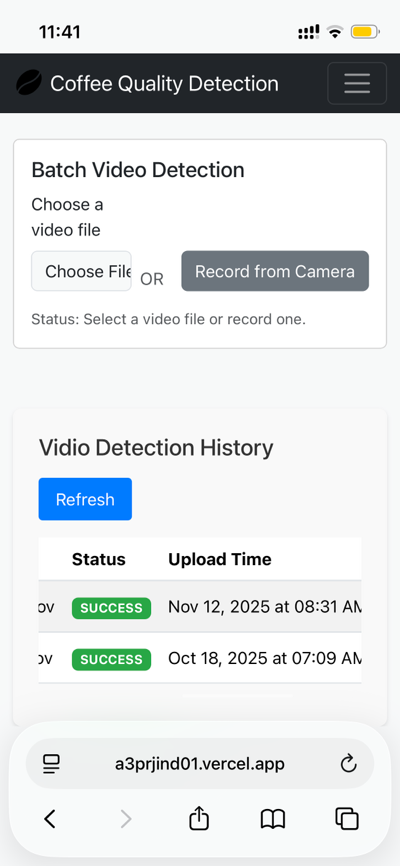 11:41
Coffee Quality Detection
Batch Video Detection
Choose a
video file
Choose File
OR
Record from Camera
Status: Select a video file or record one.
Vidio Detection History
Refresh
Status Upload Time
ov SUCCESS Nov 12, 2025 at 08:31 AM
ov SUCCESS Oct 18, 2025 at 07:09 AM
a3prjind01.vercel.app